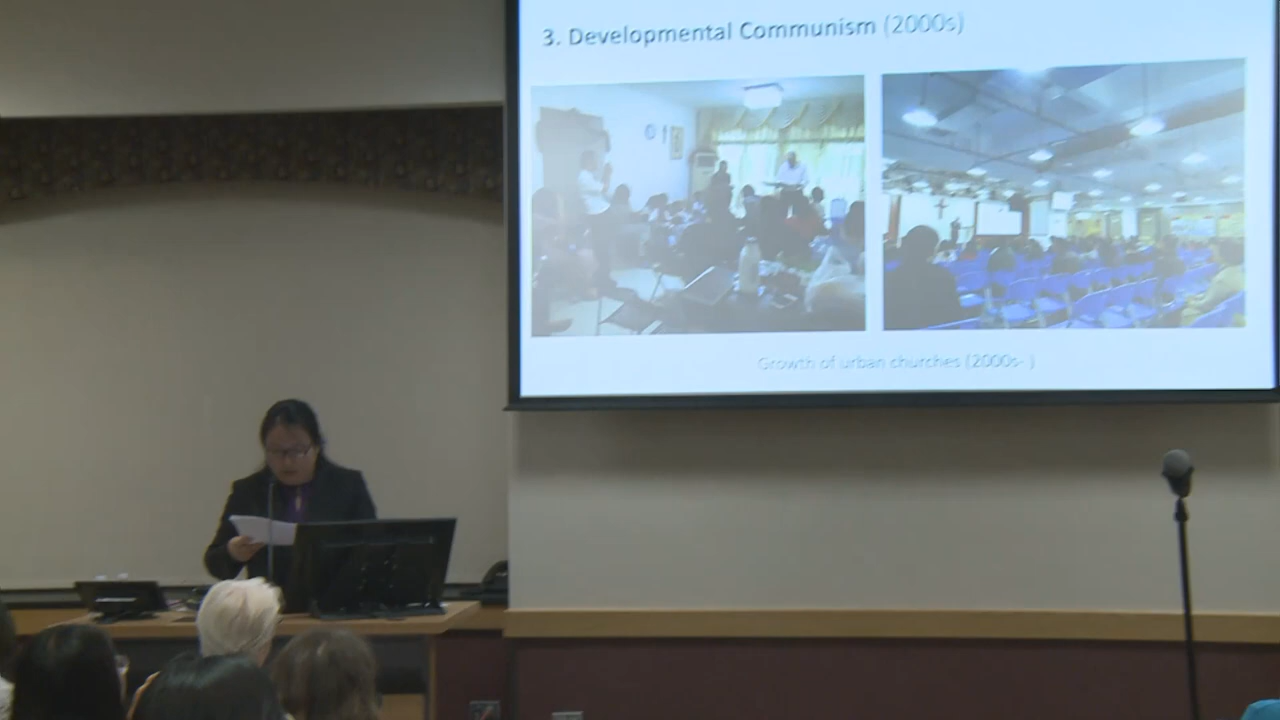 3. Developmental Communism (2000s)
Growth of urban churches (2000s- )